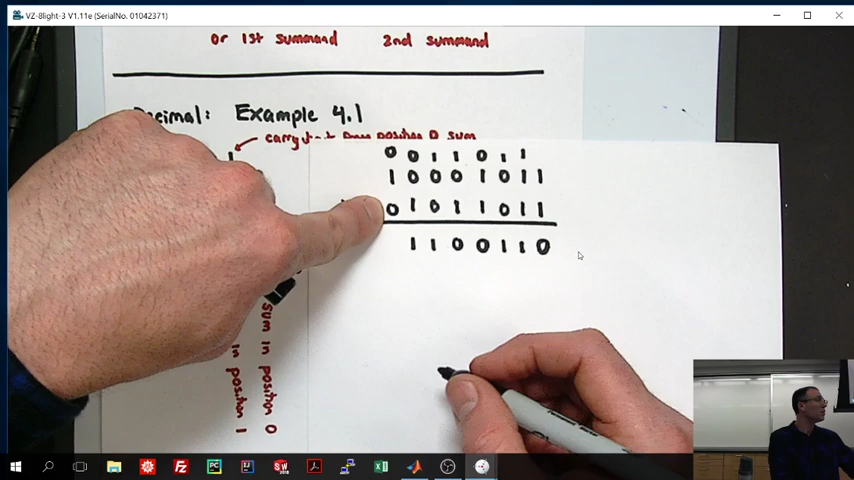 VZ-8light-3 V1.11e (SerialNo. 01042371)
or 1st summand 2nd summand
Decimal: Example 4.1
0 0 1 1 0 1 1
1 0 0 0 1 0 1 1
0 1 0 1 1 0 1 1
1 1 0 0 1 1 0
sum in position 0
in position 1